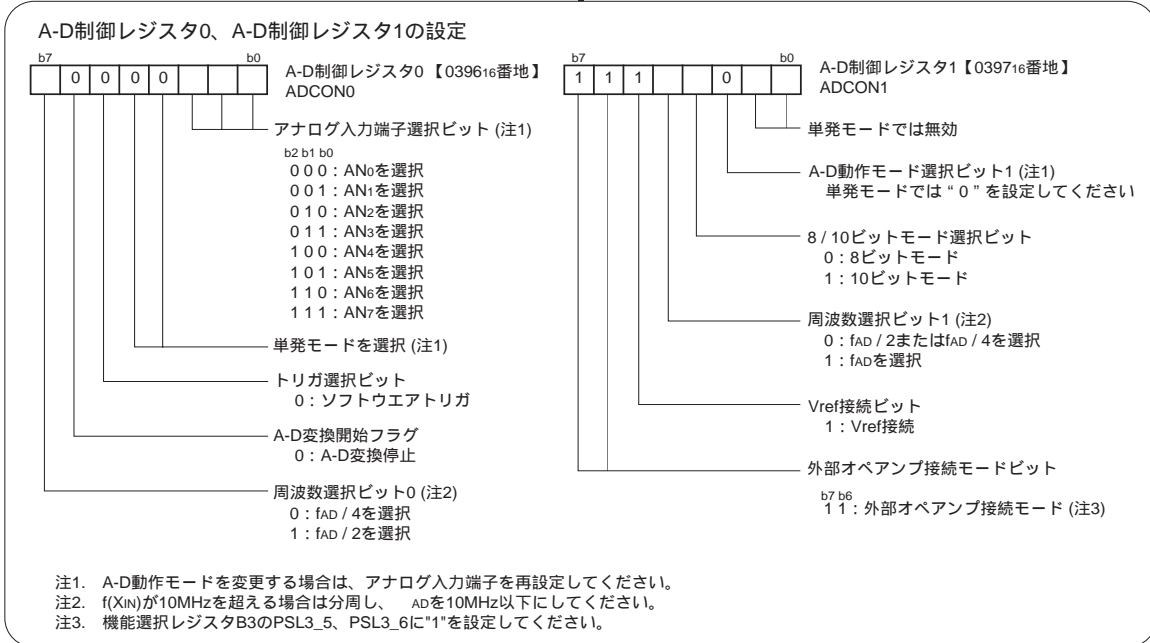 A-D制御レジスタ0、A-D制御レジスタ1の設定
b7 b0
0 0 0 0
A-D制御レジスタ0 【039616番地】
ADCON0
アナログ入力端子選択ビット (注1)
b2 b1 b0
0 0 0 : AN0を選択
0 0 1 : AN1を選択
0 1 0 : AN2を選択
0 1 1 : AN3を選択
1 0 0 : AN4を選択
1 0 1 : AN5を選択
1 1 0 : AN6を選択
1 1 1 : AN7を選択
単発モードを選択 (注1)
トリガ選択ビット
0 : ソフトウエアトリガ
A-D変換開始フラグ
0 : A-D変換停止
周波数選択ビット0 (注2)
0 : fAD / 4を選択
1 : fAD / 2を選択
b7 b0
1 1 1 0
A-D制御レジスタ1【039716番地】
ADCON1
単発モードでは無効
A-D動作モード選択ビット1 (注1)
単発モードでは “ 0 ” を設定してください
8 / 10ビットモード選択ビット
0 : 8ビットモード
1 : 10ビットモード
周波数選択ビット1 (注2)
0 : fAD / 2またはfAD / 4を選択
1 : fADを選択
Vref接続ビット
1 : Vref接続
外部オペアンプ接続モードビット
b7 b6
1 1 : 外部オペアンプ接続モード (注3)
注1. A-D動作モードを変更する場合は、アナログ入力端子を再設定してください。
注2. f(XIN)が10MHzを超える場合は分周し、 ADを10MHz以下にしてください。
注3. 機能選択レジスタB3のPSL3_5、PSL3_6に"1"を設定してください。